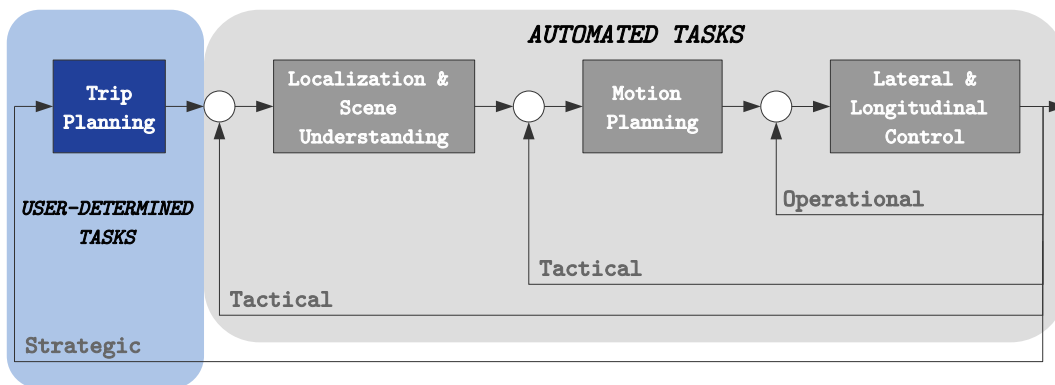 AUTOMATED TASKS
Trip
Planning
Localization &
Scene
Understanding
Motion
Planning
Lateral &
Longitudinal
Control
USER-DETERMINED
TASKS
Operational
Tactical
Tactical
Strategic